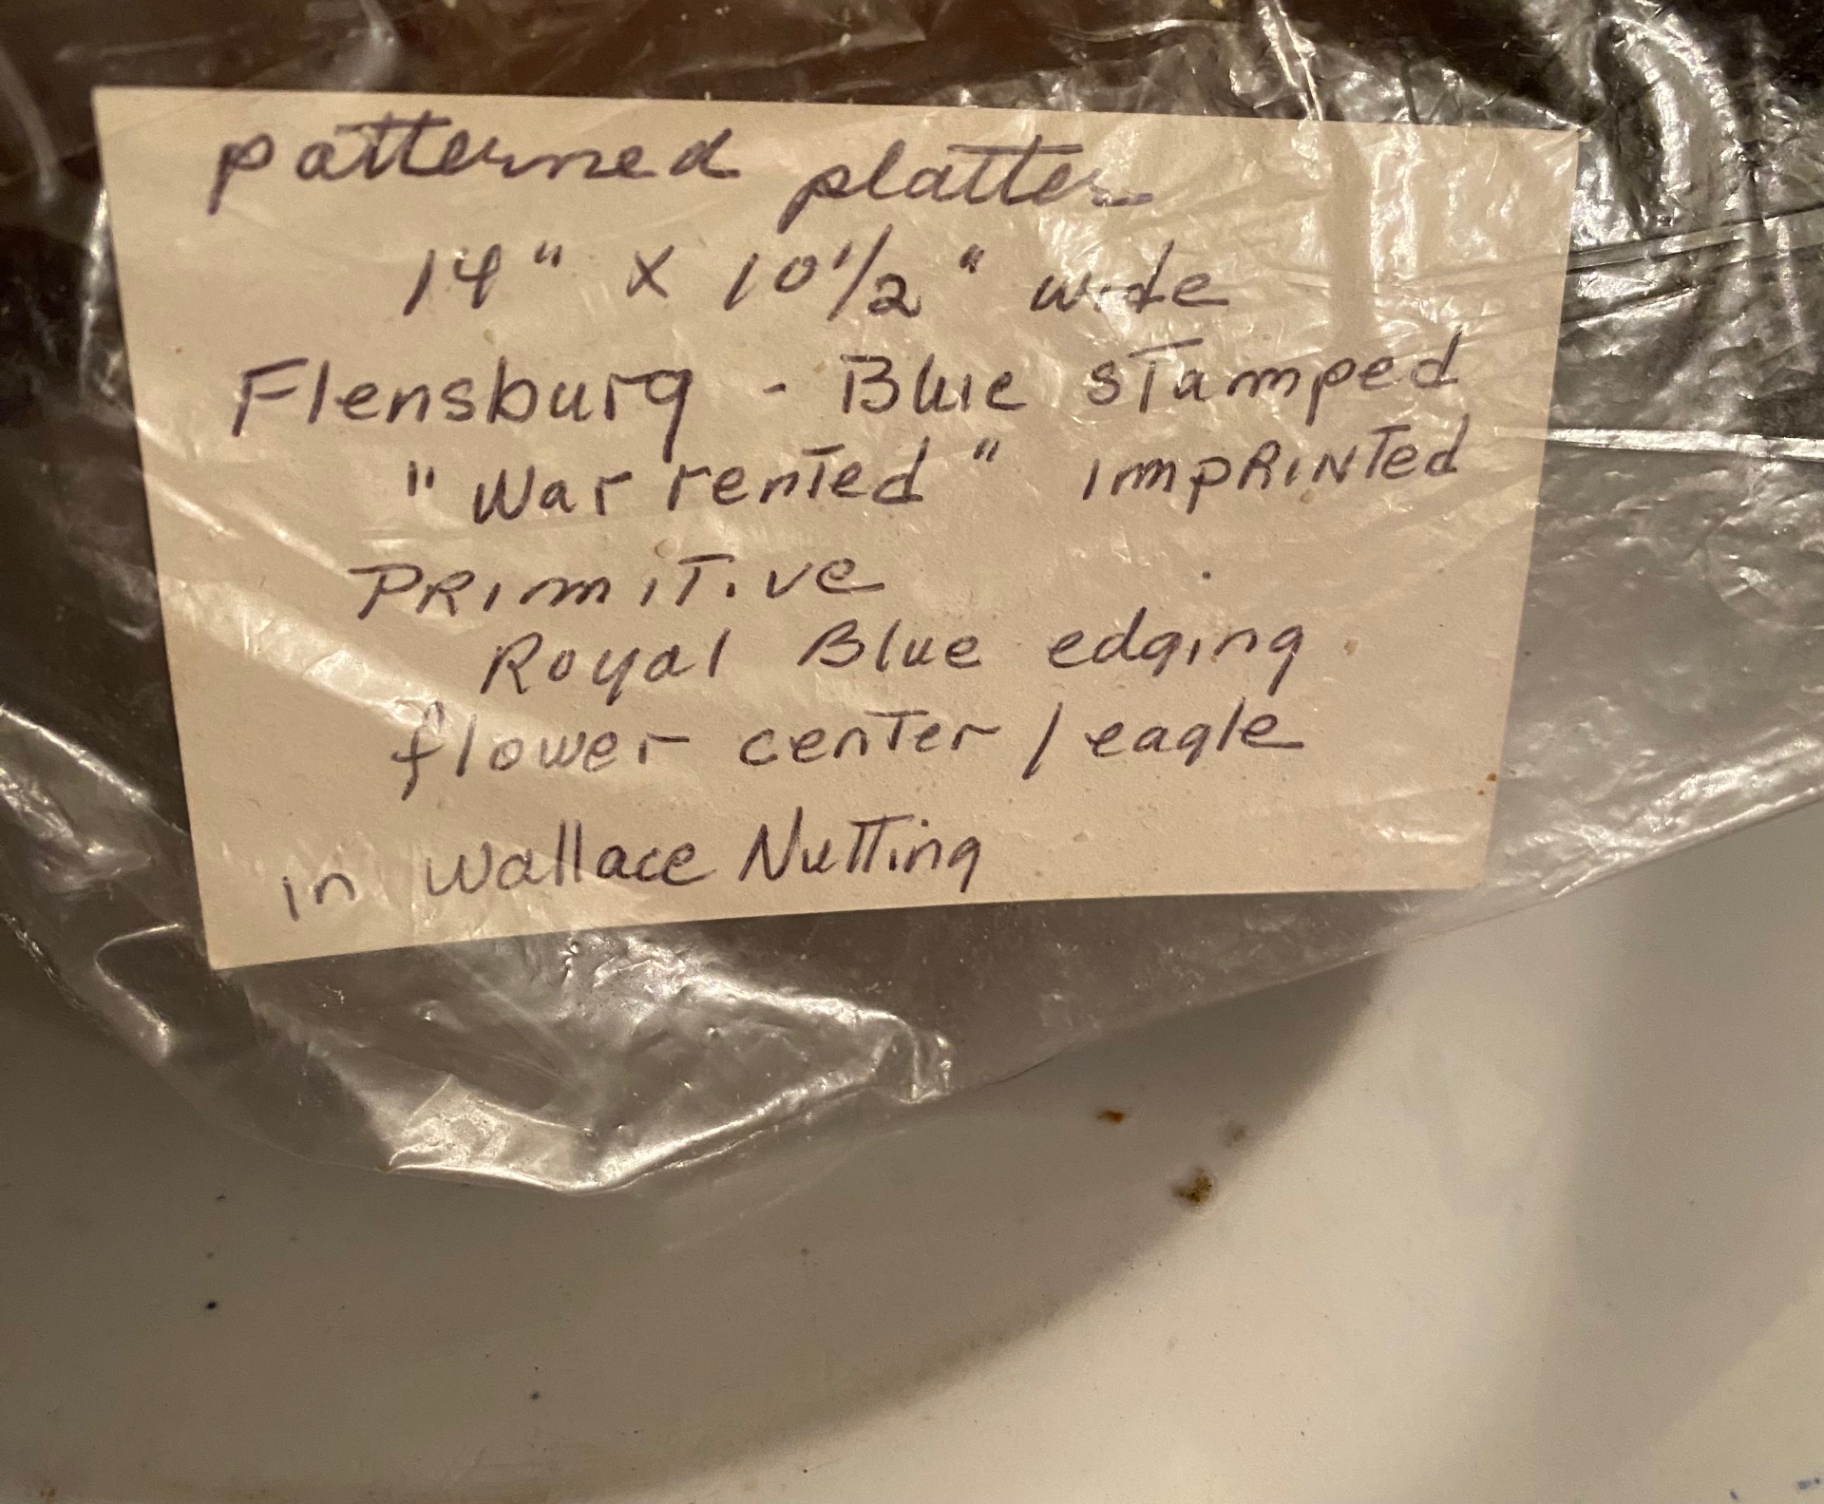 patterned platter
14" x 10 1/2" wide
Flensburg - Blue stamped
"Warrented" imprinted
Primitive
Royal Blue edging
flower center / eagle
in Wallace Nutting